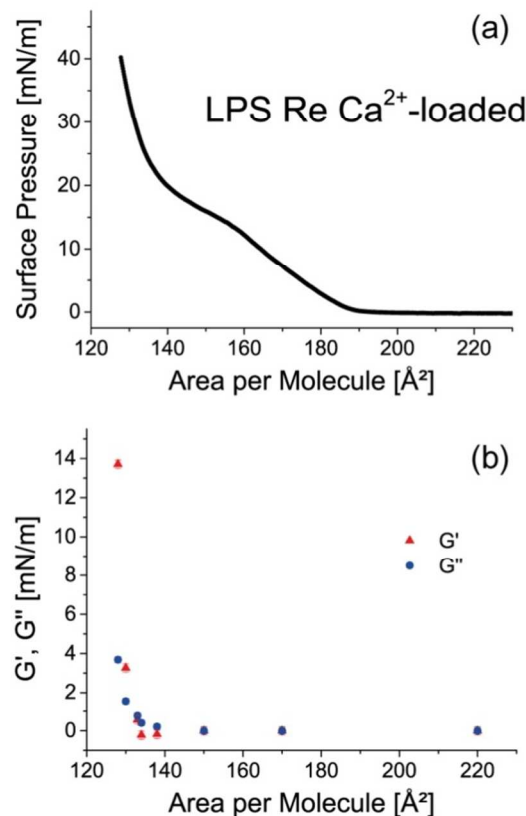 (a)
LPS Re Ca²⁺-loaded
Surface Pressure [mN/m]
40
30
20
10
0
120 140 160 180 200 220
Area per Molecule [Å²]
(b)
G', G'' [mN/m]
14
12
10
8
6
4
2
0
G'
G''
120 140 160 180 200 220
Area per Molecule [Å²]